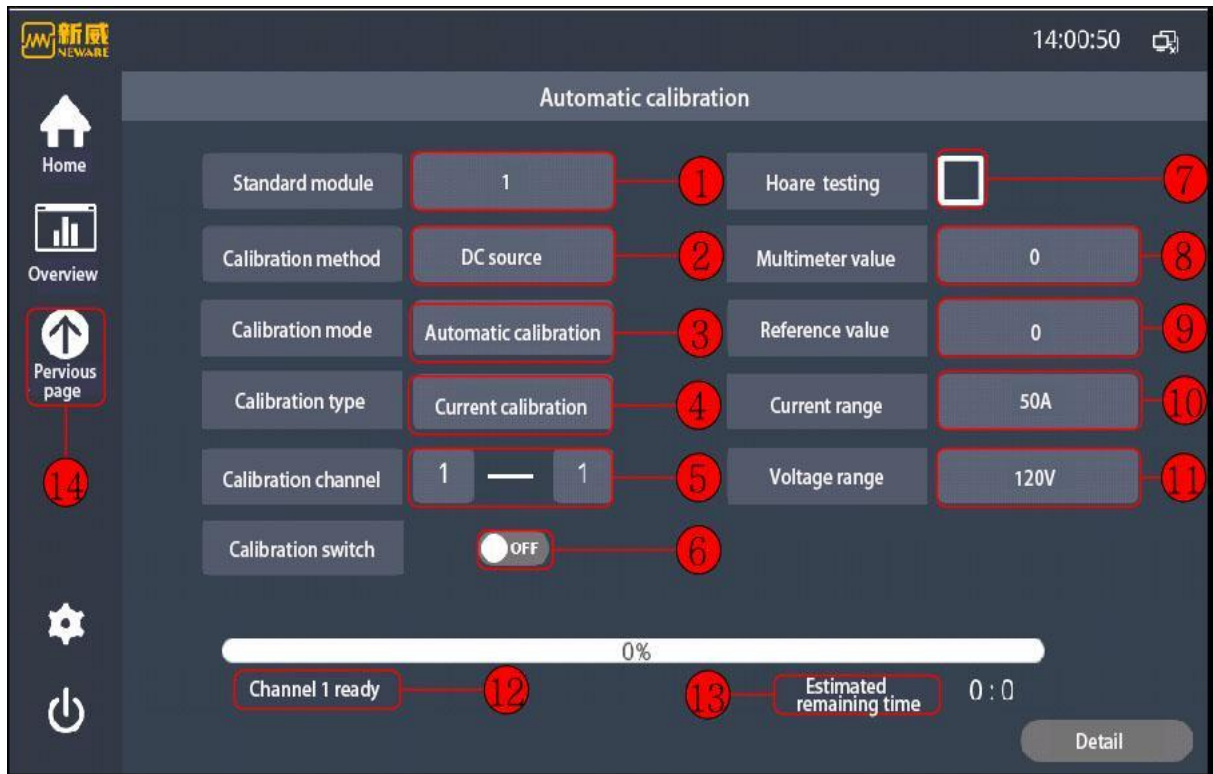 新威
NEWARE
14:00:50
Automatic calibration
Home
Overview
Pervious
page
14
Standard module 1 1
Calibration method DC source 2
Calibration mode Automatic calibration 3
Calibration type Current calibration 4
Calibration channel 1 — 1 5
Calibration switch OFF 6
Hoare testing 7
Multimeter value 0 8
Reference value 0 9
Current range 50A 10
Voltage range 120V 11
0%
Channel 1 ready 12
13 Estimated
remaining time 0 : 0
Detail